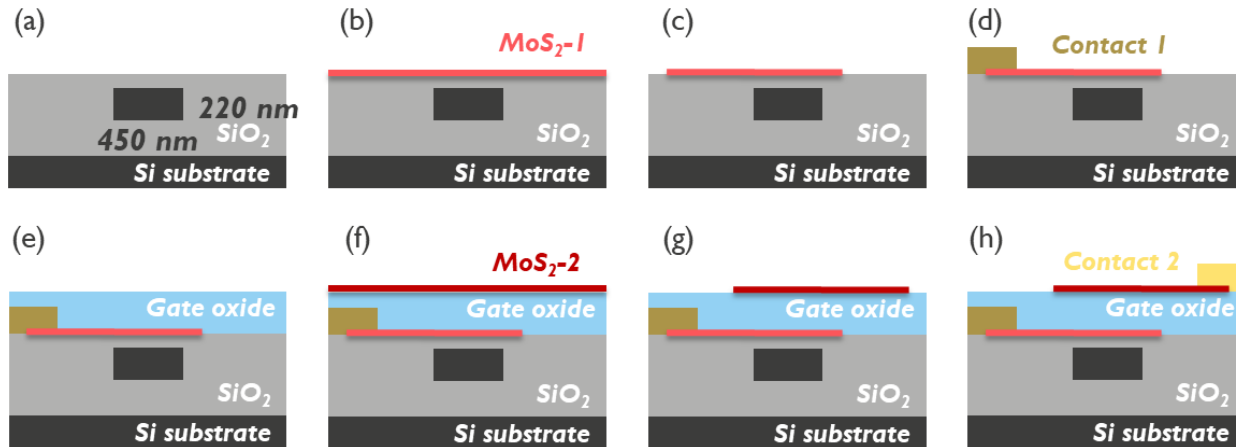 (a)
220 nm
450 nm
SiO₂
Si substrate
(b)
MoS₂-1
SiO₂
Si substrate
(c)
SiO₂
Si substrate
(d)
Contact 1
SiO₂
Si substrate
(e)
Gate oxide
SiO₂
Si substrate
(f)
MoS₂-2
Gate oxide
SiO₂
Si substrate
(g)
Gate oxide
SiO₂
Si substrate
(h)
Contact 2
Gate oxide
SiO₂
Si substrate